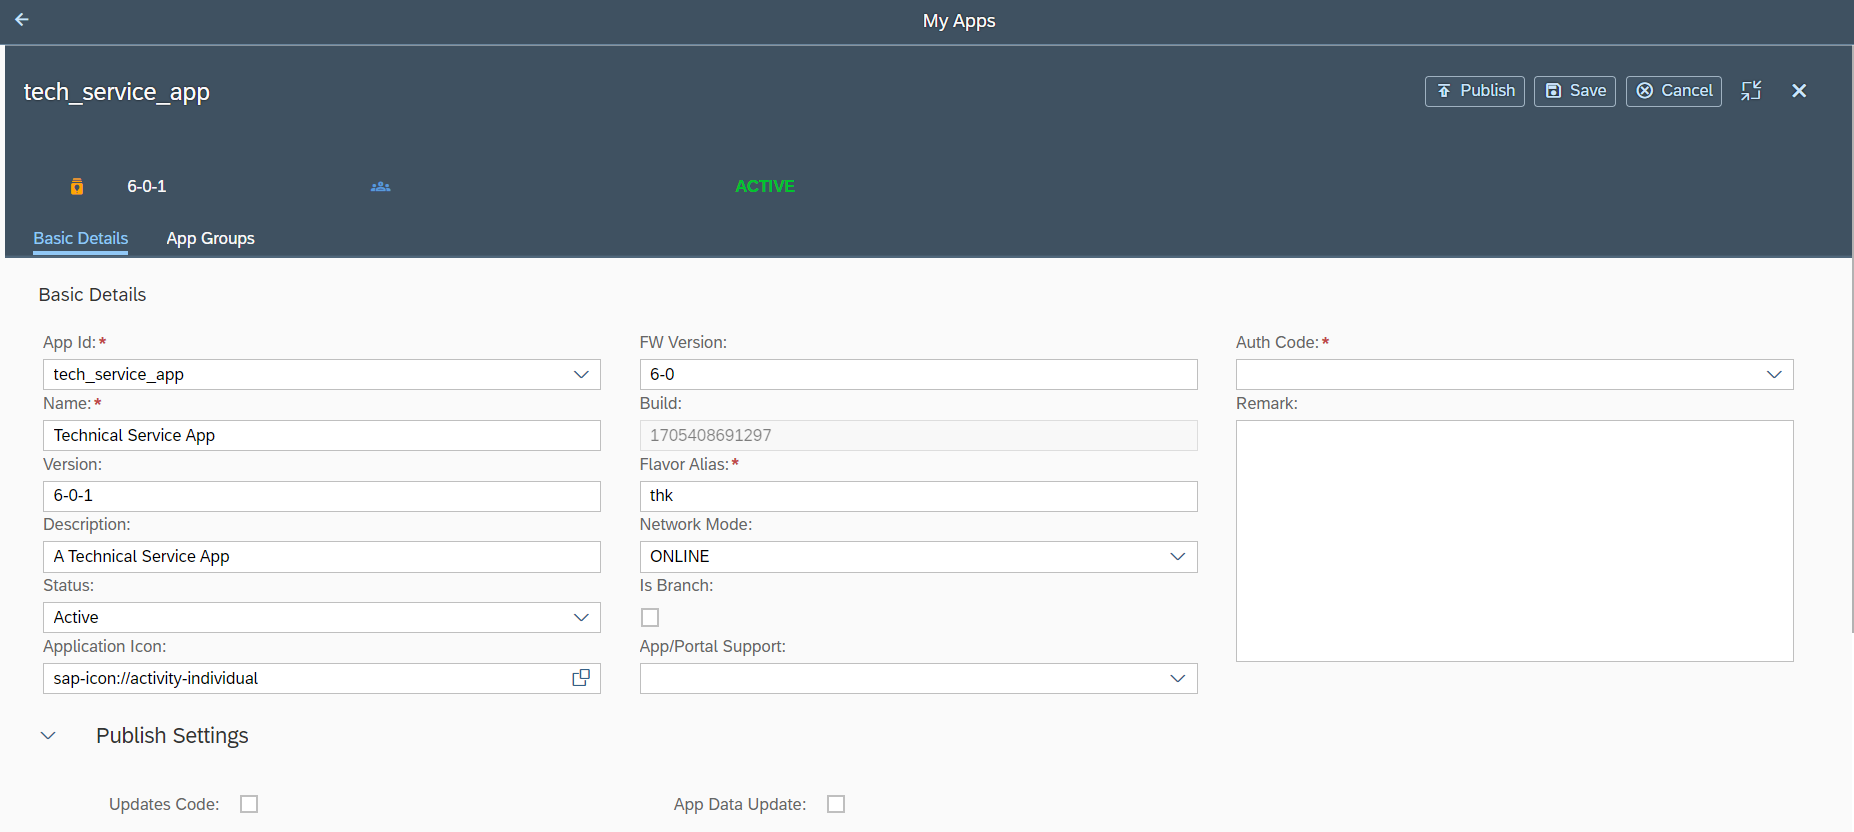 My Apps
tech_service_app
Publish
Save
Cancel
6-0-1
ACTIVE
Basic Details
App Groups
Basic Details
App Id:*
tech_service_app
Name:*
Technical Service App
Version:
6-0-1
Description:
A Technical Service App
Status:
Active
Application Icon:
sap-icon://activity-individual
FW Version:
6-0
Build:
1705408691297
Flavor Alias:*
thk
Network Mode:
ONLINE
Is Branch:
App/Portal Support:
Auth Code:*
Remark:
Publish Settings
Updates Code:
App Data Update: